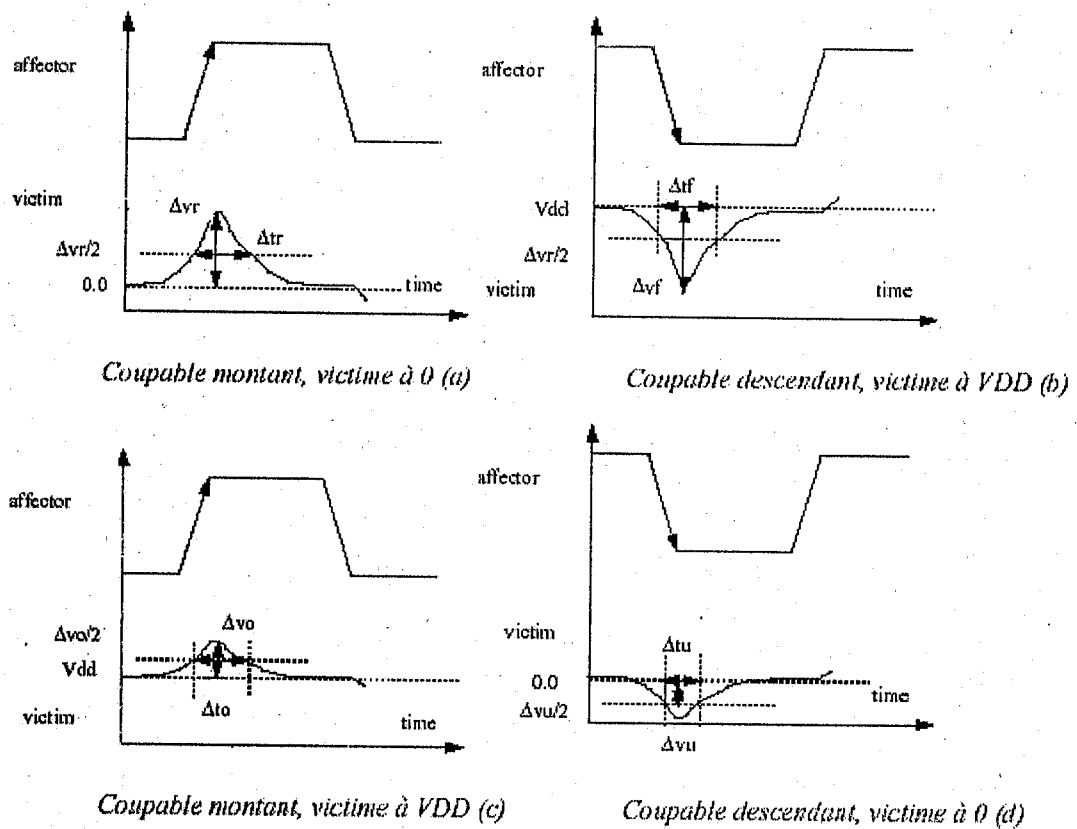 affector
victim
Δvr
Δvr/2
Δtr
0.0
time
Coupable montant, victime à 0 (a)
affector
Δtf
Vdd
Δvr/2
victim
Δvf
time
Coupable descendant, victime à VDD (b)
affector
Δvo/2
Δvo
Vdd
Δto
victim
time
Coupable montant, victime à VDD (c)
affector
victim
Δtu
0.0
time
Δvu/2
Δvu
Coupable descendant, victime à 0 (d)